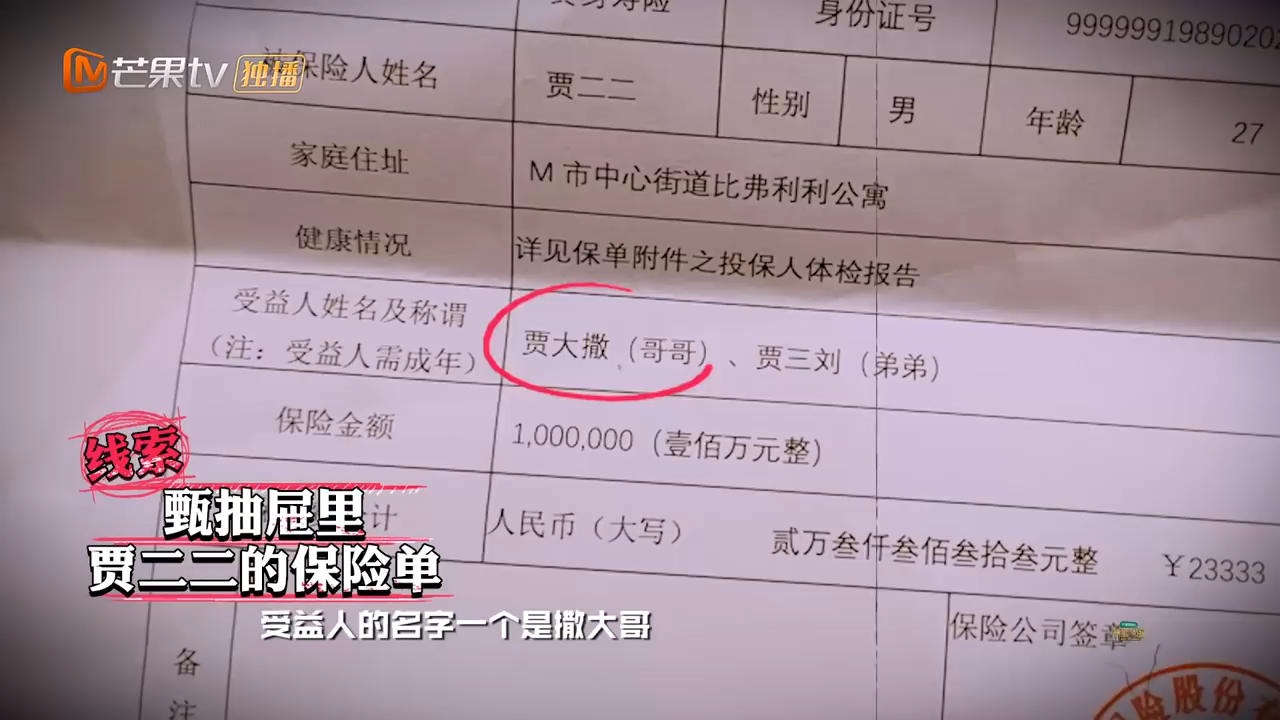 身份证号
99999919890203
芒果TV 独播
被保险人姓名
贾二二
性别
男
年龄
27
家庭住址
M 市中心街道比弗利利公寓
健康情况
详见保单附件之投保人体检报告
受益人姓名及称谓
（注：受益人需成年）
贾大撒（哥哥）、贾三刘（弟弟）
保险金额
1,000,000（壹佰万元整）
计
人民币（大写）
贰万叁仟叁佰叁拾叁元整
￥23333
线索
甄抽屉里
贾二二的保险单
受益人的名字一个是撒大哥
备
注
保险公司签章
险股份